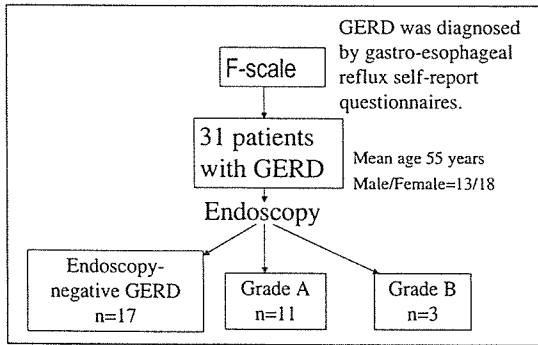 GERD was diagnosed
by gastro-esophageal
reflux self-report
questionnaires.
F-scale
31 patients
with GERD
Mean age 55 years
Male/Female=13/18
Endoscopy
Endoscopy-
negative GERD
n=17
Grade A
n=11
Grade B
n=3